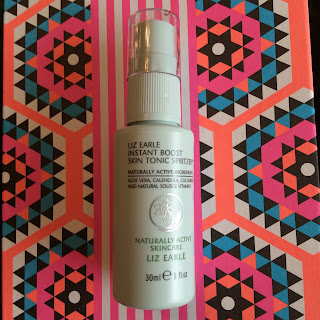 LIZ EARLE
INSTANT BOOST
SKIN TONIC SPRITZER
NATURALLY ACTIVE INGREDIENTS
ALOE VERA, CALENDULA, CUCUMBER
AND NATURAL SOURCE VITAMIN E
NATURALLY ACTIVE
SKINCARE
LIZ EARLE
30ml e 1 fl oz